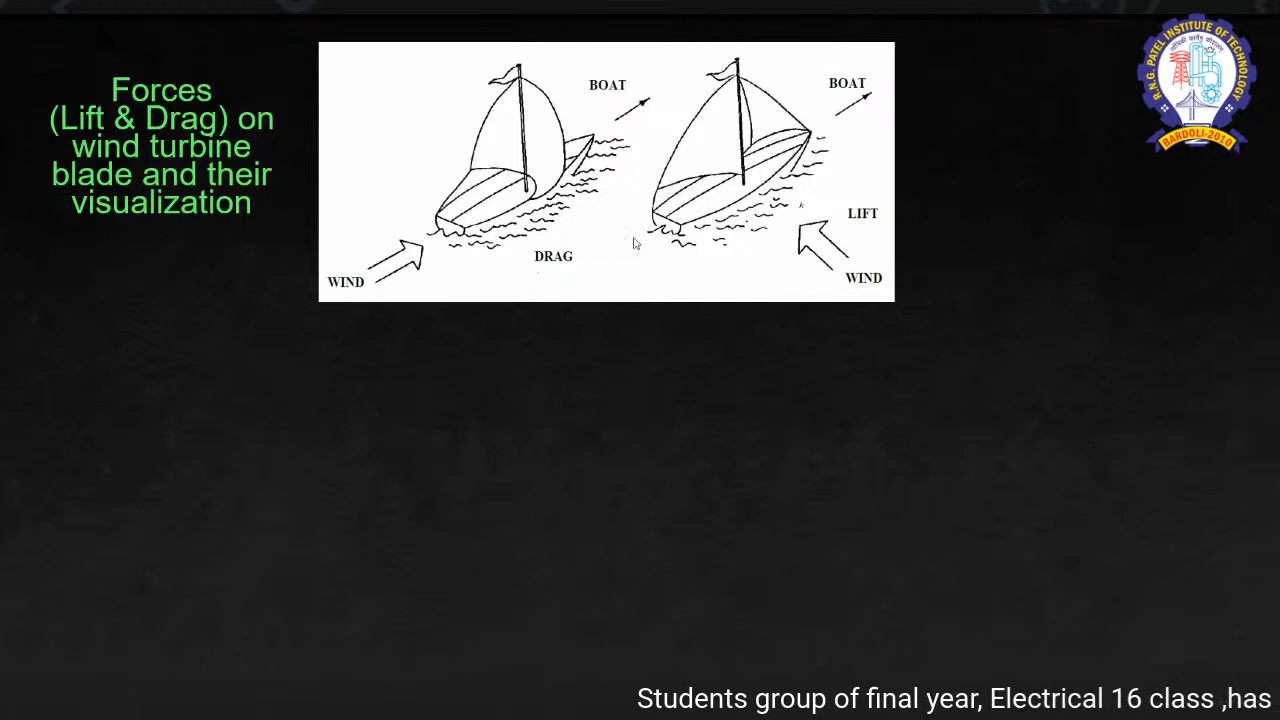 Forces
(Lift & Drag) on
wind turbine
blade and their
visualization
BOAT
WIND
DRAG
BOAT
LIFT
WIND
R.N.G. PATEL INSTITUTE OF TECHNOLOGY
BARDOLI-2010
Students group of final year, Electrical 16 class ,has